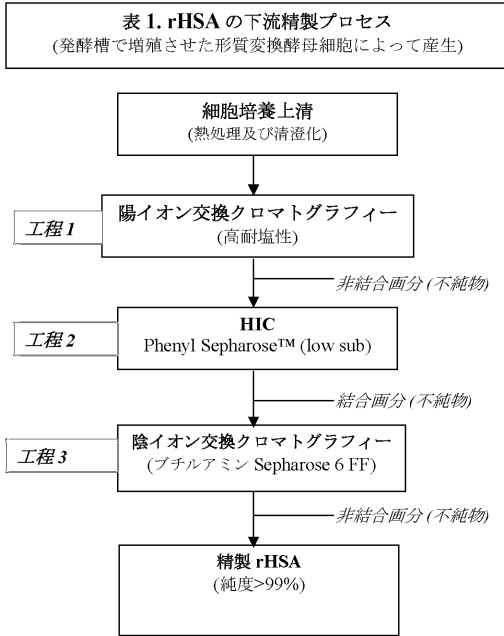 表 1. rHSA の下流精製プロセス
(発酵槽で増殖させた形質変換酵母細胞によって産生)
細胞培養上清
(熱処理及び清澄化)
工程 1
陽イオン交換クロマトグラフィー
(高耐塩性)
非結合画分 (不純物)
工程 2
HIC
Phenyl Sepharose™ (low sub)
結合画分 (不純物)
工程 3
陰イオン交換クロマトグラフィー
(ブチルアミン Sepharose 6 FF)
非結合画分 (不純物)
精製 rHSA
(純度>99%)